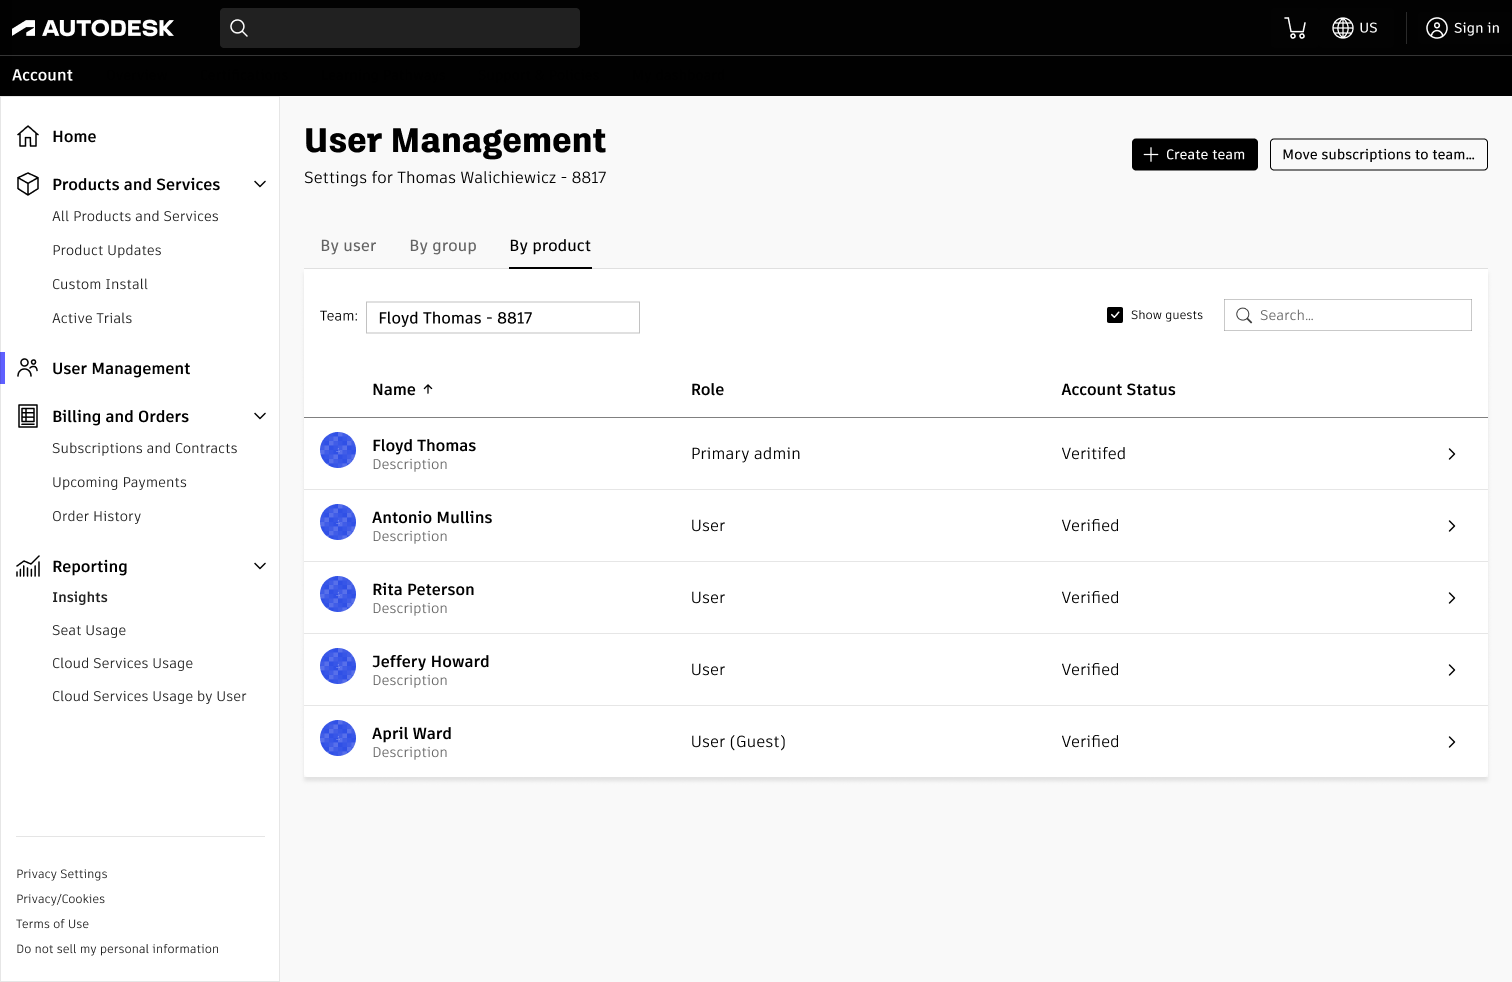 AUTODESK
US
Sign in
Account
Home
Products and Services
All Products and Services
Product Updates
Custom Install
Active Trials
User Management
Billing and Orders
Subscriptions and Contracts
Upcoming Payments
Order History
Reporting
Insights
Seat Usage
Cloud Services Usage
Cloud Services Usage by User
Privacy Settings
Privacy/Cookies
Terms of Use
Do not sell my personal information
User Management
Settings for Thomas Walichiewicz - 8817
Create team
Move subscriptions to team...
By user
By group
By product
Team:
Floyd Thomas - 8817
Show guests
Search...
Name
Role
Account Status
Floyd Thomas
Description
Primary admin
Veritifed
Antonio Mullins
Description
User
Verified
Rita Peterson
Description
User
Verified
Jeffery Howard
Description
User
Verified
April Ward
Description
User (Guest)
Verified